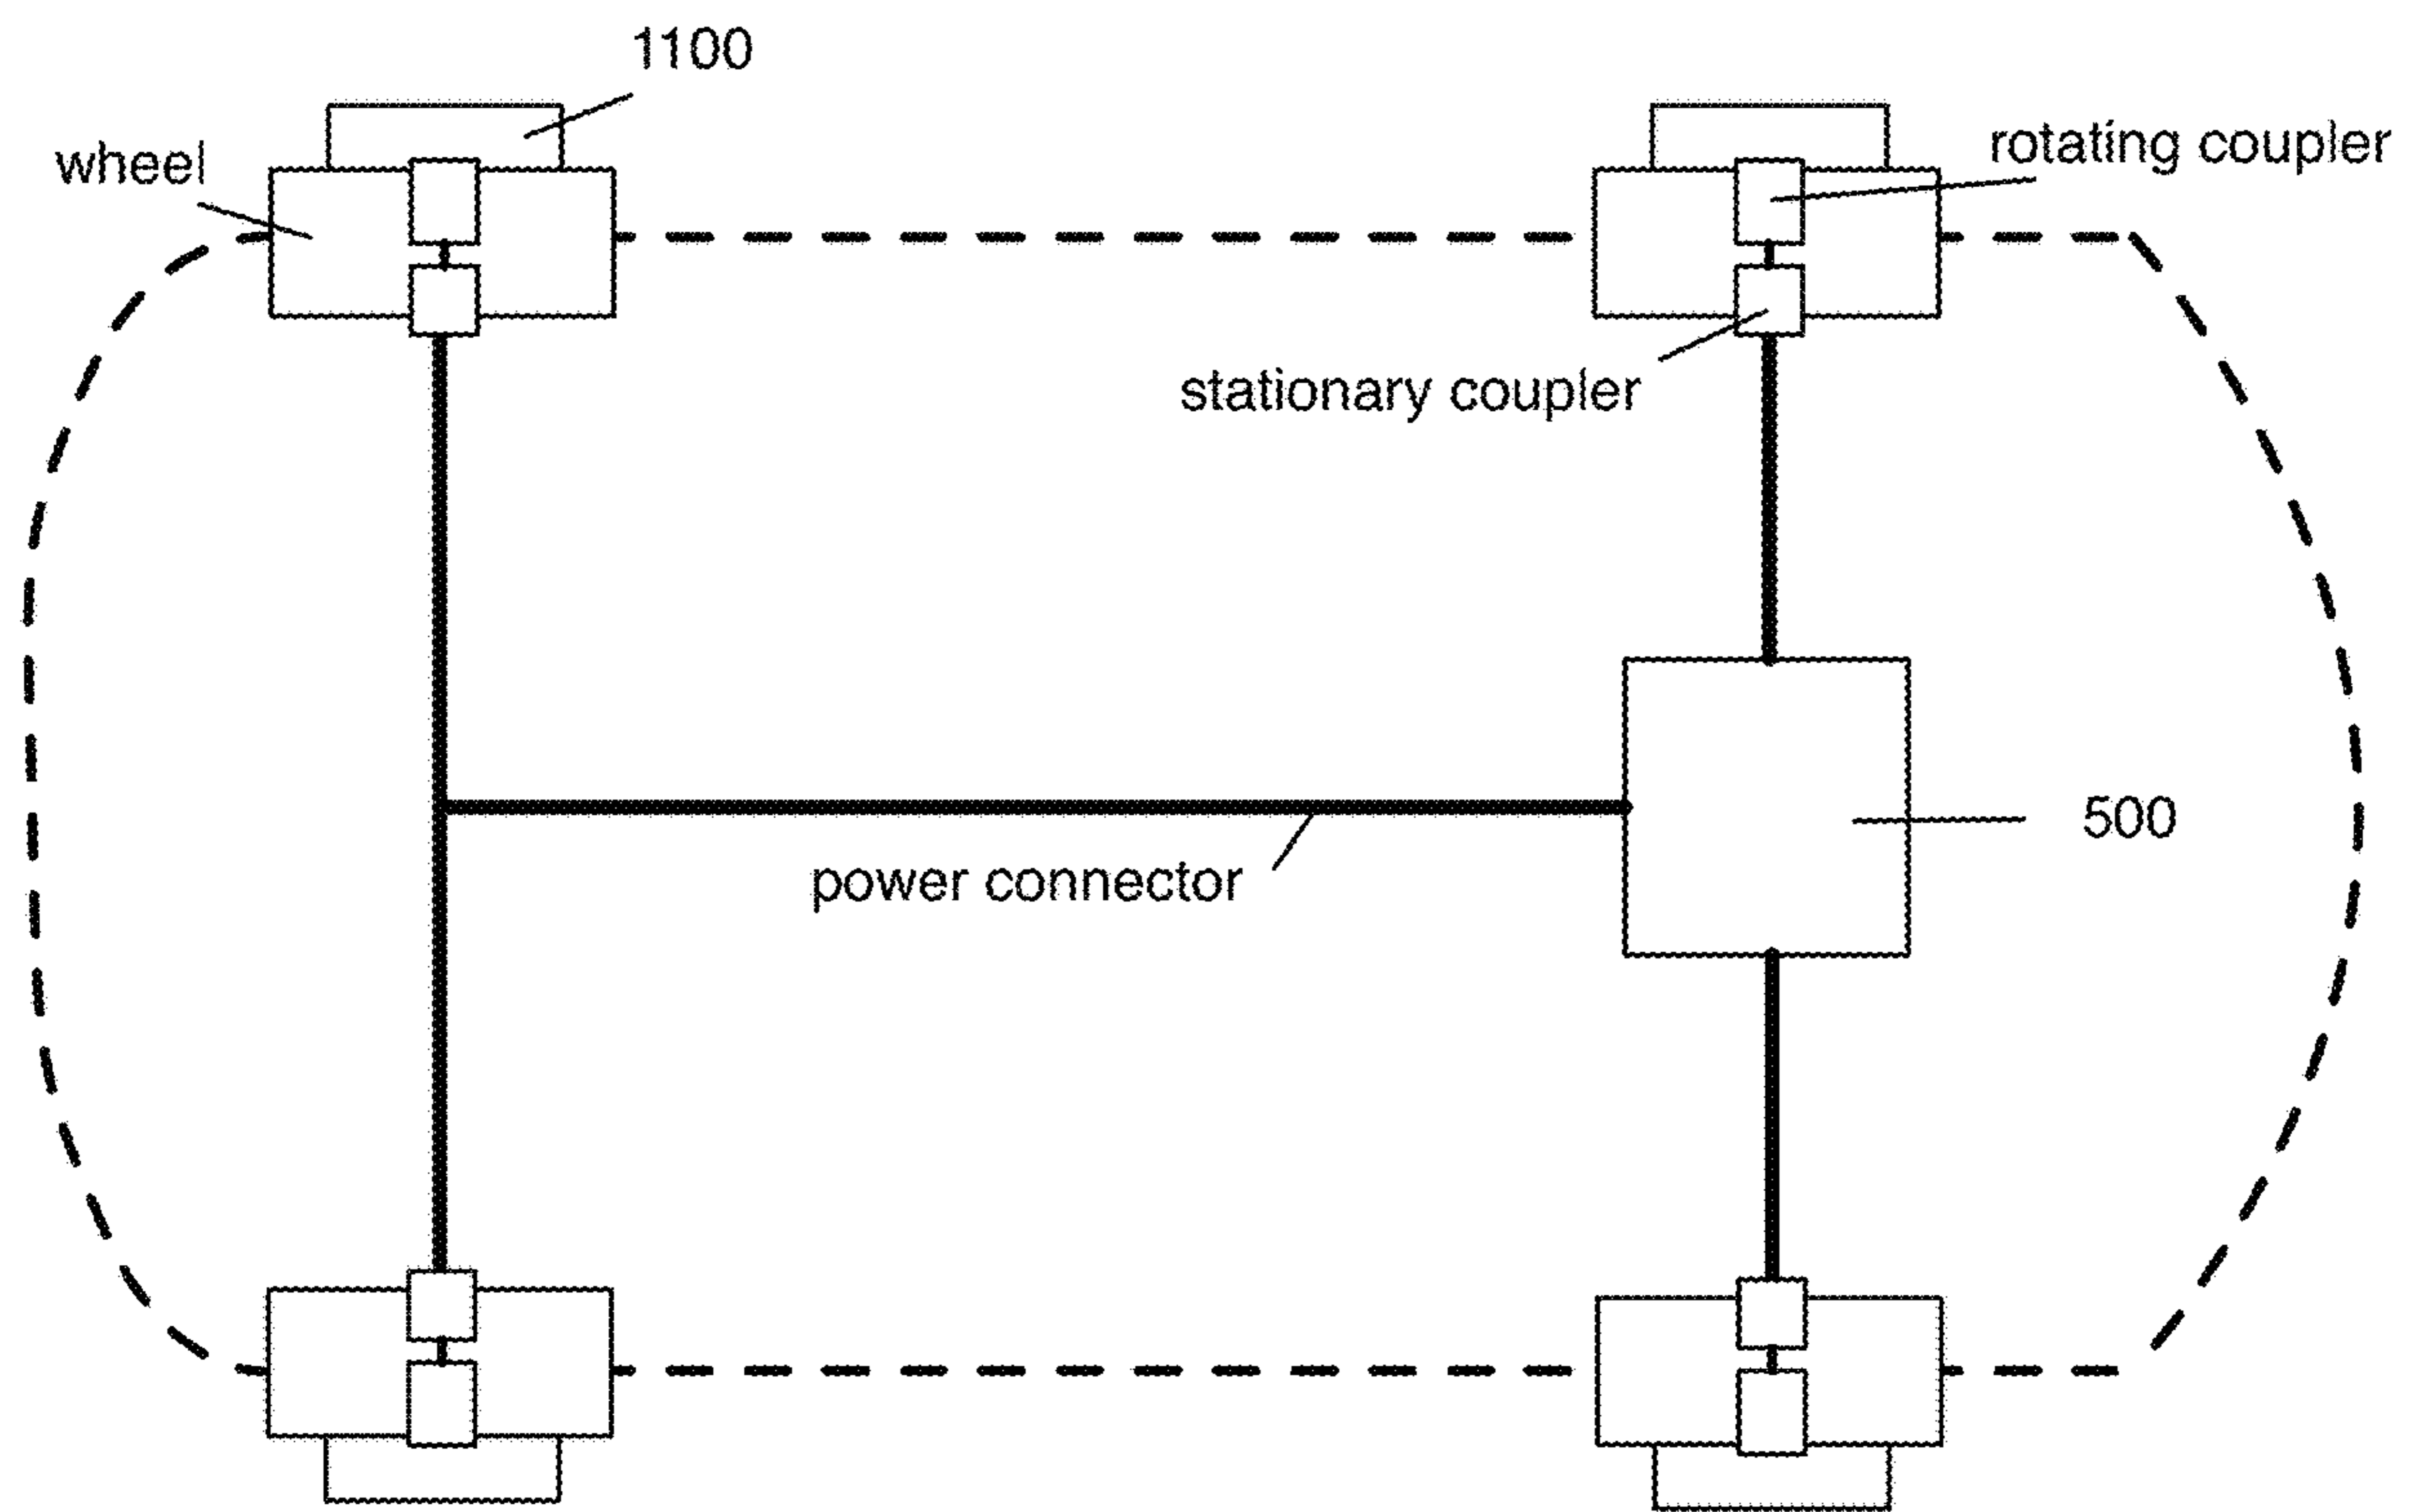 1100
wheel
rotating coupler
stationary coupler
500
power connector